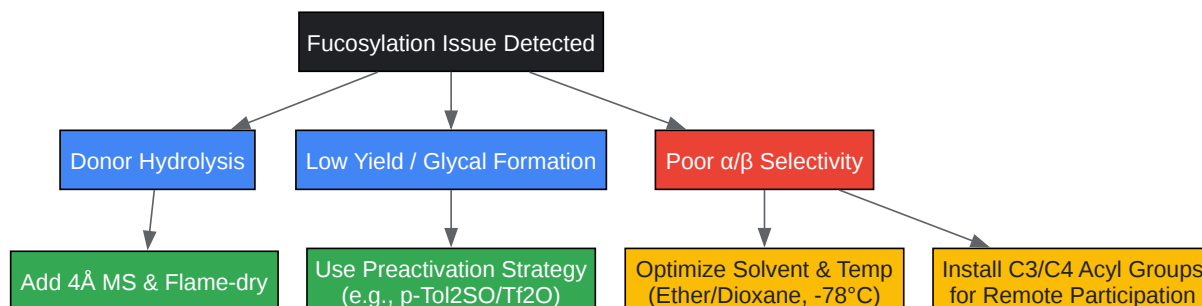 Fucosylation Issue Detected
Donor Hydrolysis
Low Yield / Glycal Formation
Poor α/β Selectivity
Add 4Å MS & Flame-dry
Use Preactivation Strategy
(e.g., p-Tol2SO/Tf2O)
Optimize Solvent & Temp
(Ether/Dioxane, -78°C)
Install C3/C4 Acyl Groups
for Remote Participation